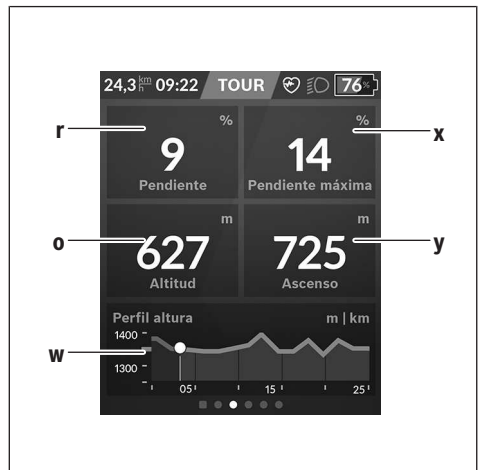 24,3 km/h 09:22 TOUR 76%
r % % x
9 14
Pendiente Pendiente máxima
m m
o 627 725 y
Altitud Ascenso
Perfil altura m | km
1400
w
1300
05' 15' 25'